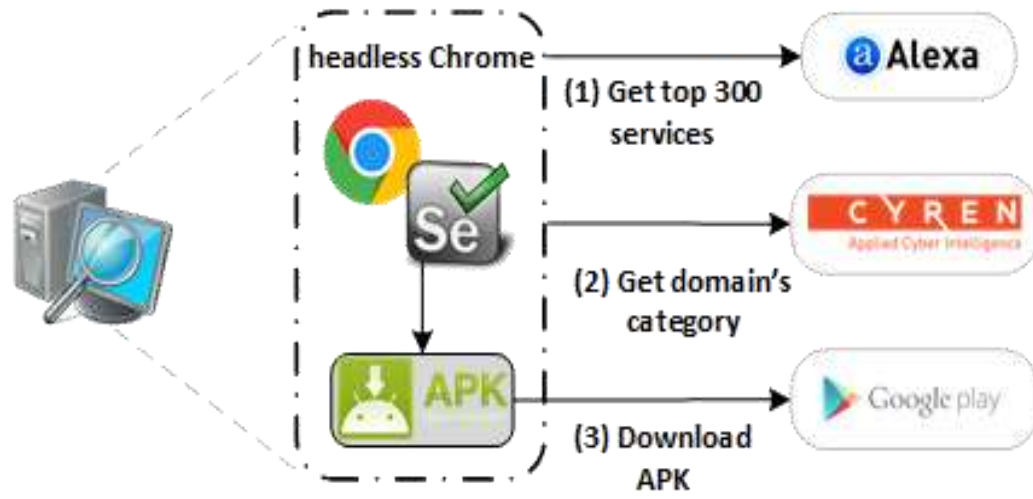 headless Chrome
a Alexa
(1) Get top 300
services
Se
CYREN
Applied Cyber Intelligence
(2) Get domain's
category
APK
Google play
(3) Download
APK